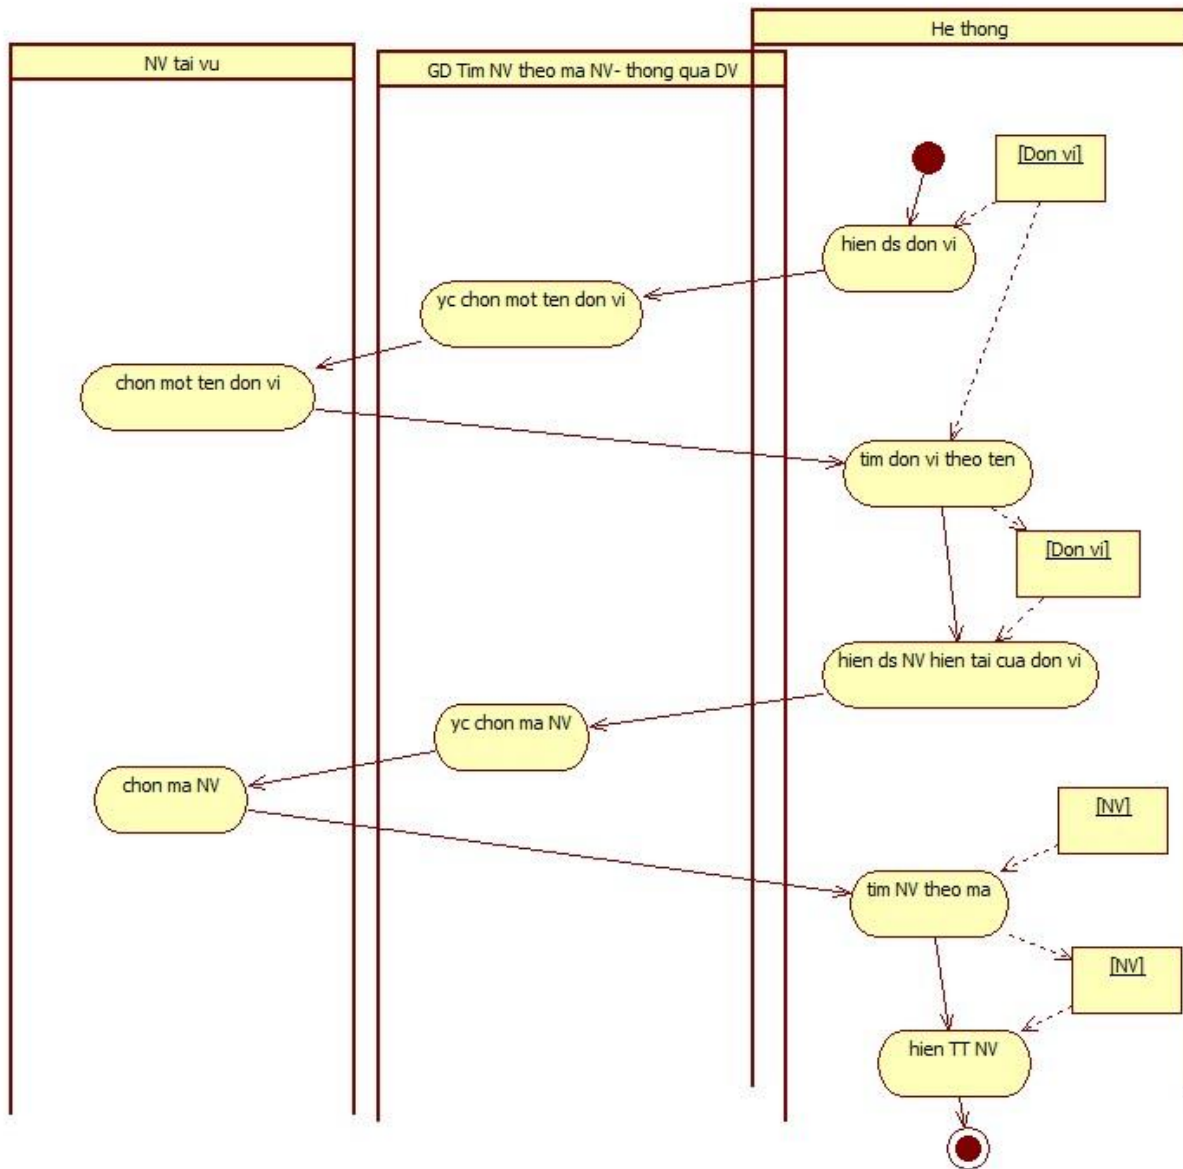 NV tai vu
GD Tim NV theo ma NV- thong qua DV
He thong
[Don vi]
hien ds don vi
yc chon mot ten don vi
chon mot ten don vi
tim don vi theo ten
[Don vi]
hien ds NV hien tai cua don vi
yc chon ma NV
chon ma NV
[NV]
tim NV theo ma
[NV]
hien TT NV